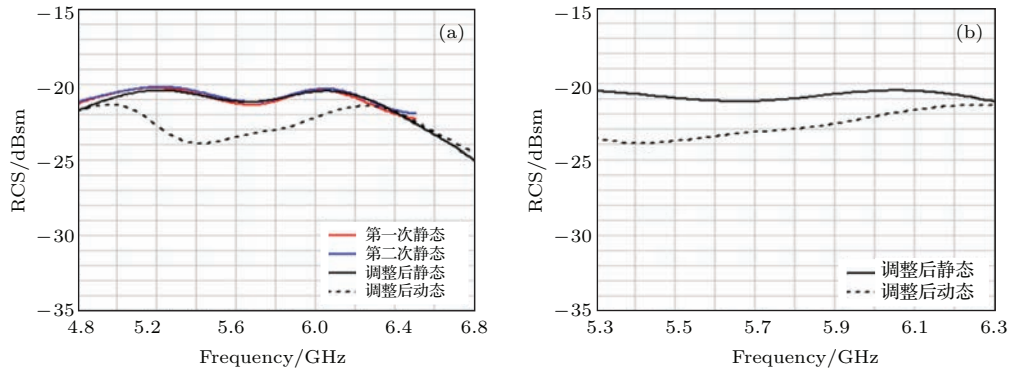 (a)
RCS/dBsm
−15
−20
−25
−30
−35
4.8 5.2 5.6 6.0 6.4 6.8
Frequency/GHz
第一次静态
第二次静态
调整后静态
调整后动态
(b)
RCS/dBsm
−15
−20
−25
−30
−35
5.3 5.5 5.7 5.9 6.1 6.3
Frequency/GHz
调整后静态
调整后动态